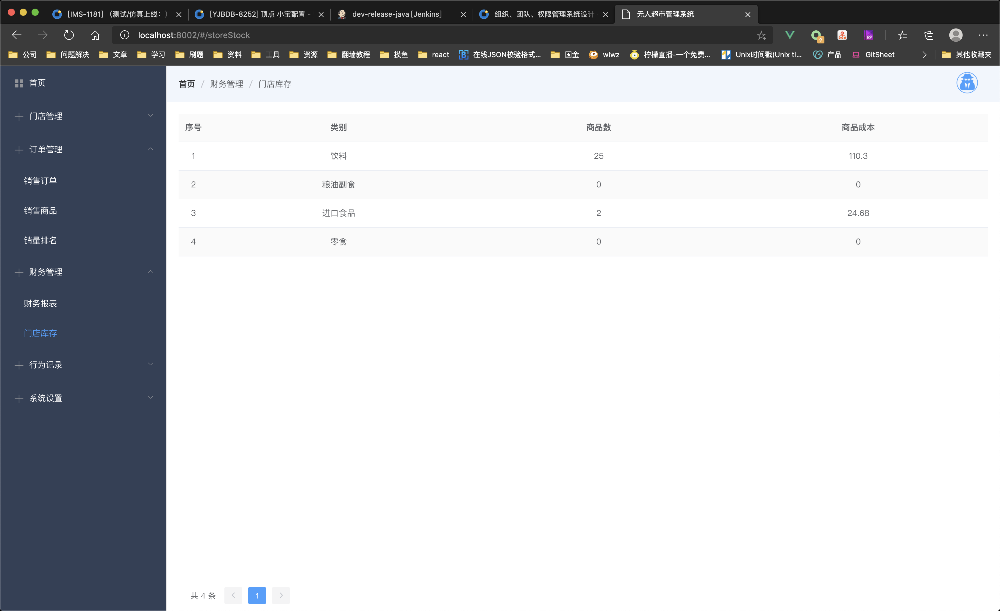 [IMS-1181] （测试/仿真上线：） [YJBDB-8252] 顶点 小宝配置 - dev-release-java [Jenkins] 组织、团队、权限管理系统设计 无人超市管理系统
localhost:8002/#/storeStock 2 RP
公司 问题解决 文章 学习 刷题 资料 工具 资源 翻墙教程 摸鱼 react 在线JSON校验格式... 国金 wlwz 柠檬直播-一个免费... Unix时间戳(Unix ti... 产品 GitSheet 其他收藏夹
首页
门店管理
订单管理
销售订单
销售商品
销量排名
财务管理
财务报表
门店库存
行为记录
系统设置
首页 / 财务管理 / 门店库存
序号 类别 商品数 商品成本
1 饮料 25 110.3
2 粮油副食 0 0
3 进口食品 2 24.68
4 零食 0 0
共 4 条 1